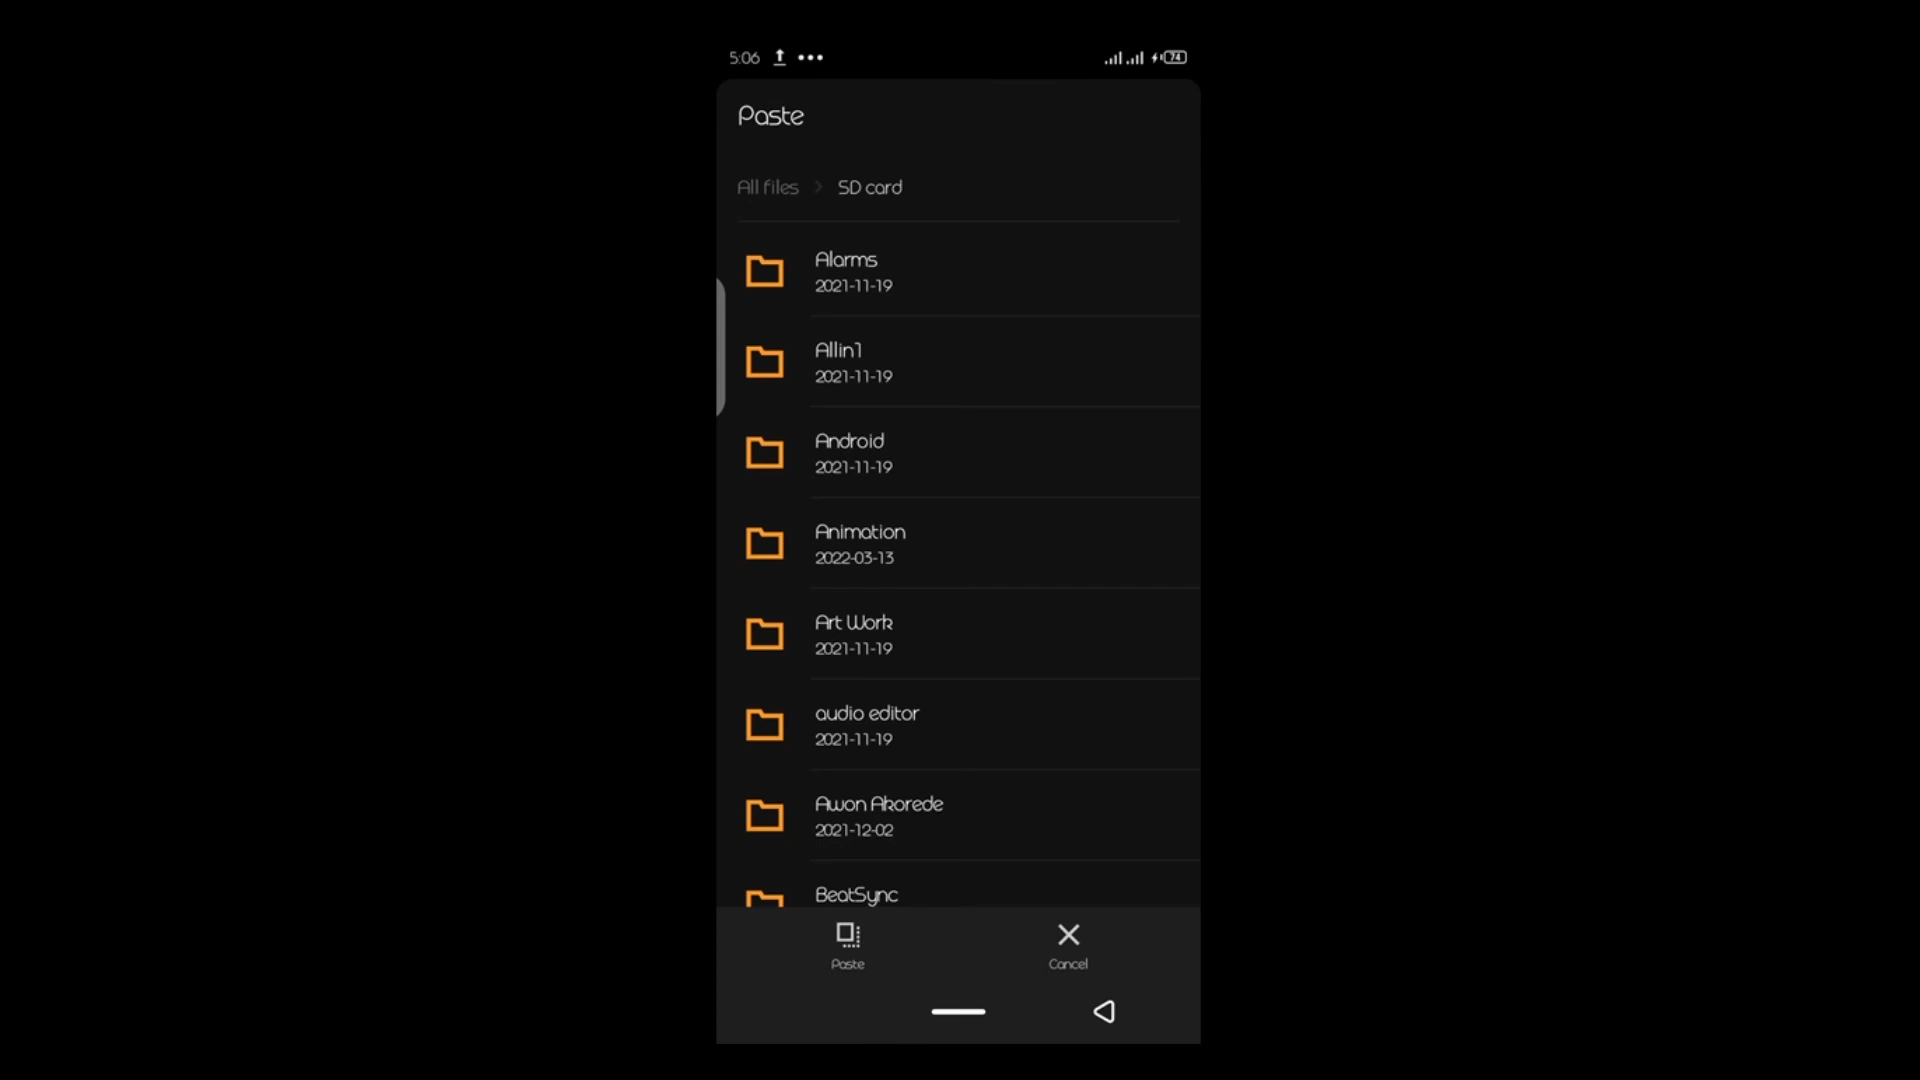 5:06
74
Paste
All files > SD card
Alarms
2021-11-19
Allin1
2021-11-19
Android
2021-11-19
Animation
2022-03-13
Art Work
2021-11-19
audio editor
2021-11-19
Awon Akorede
2021-12-02
BeatSync
Paste
Cancel